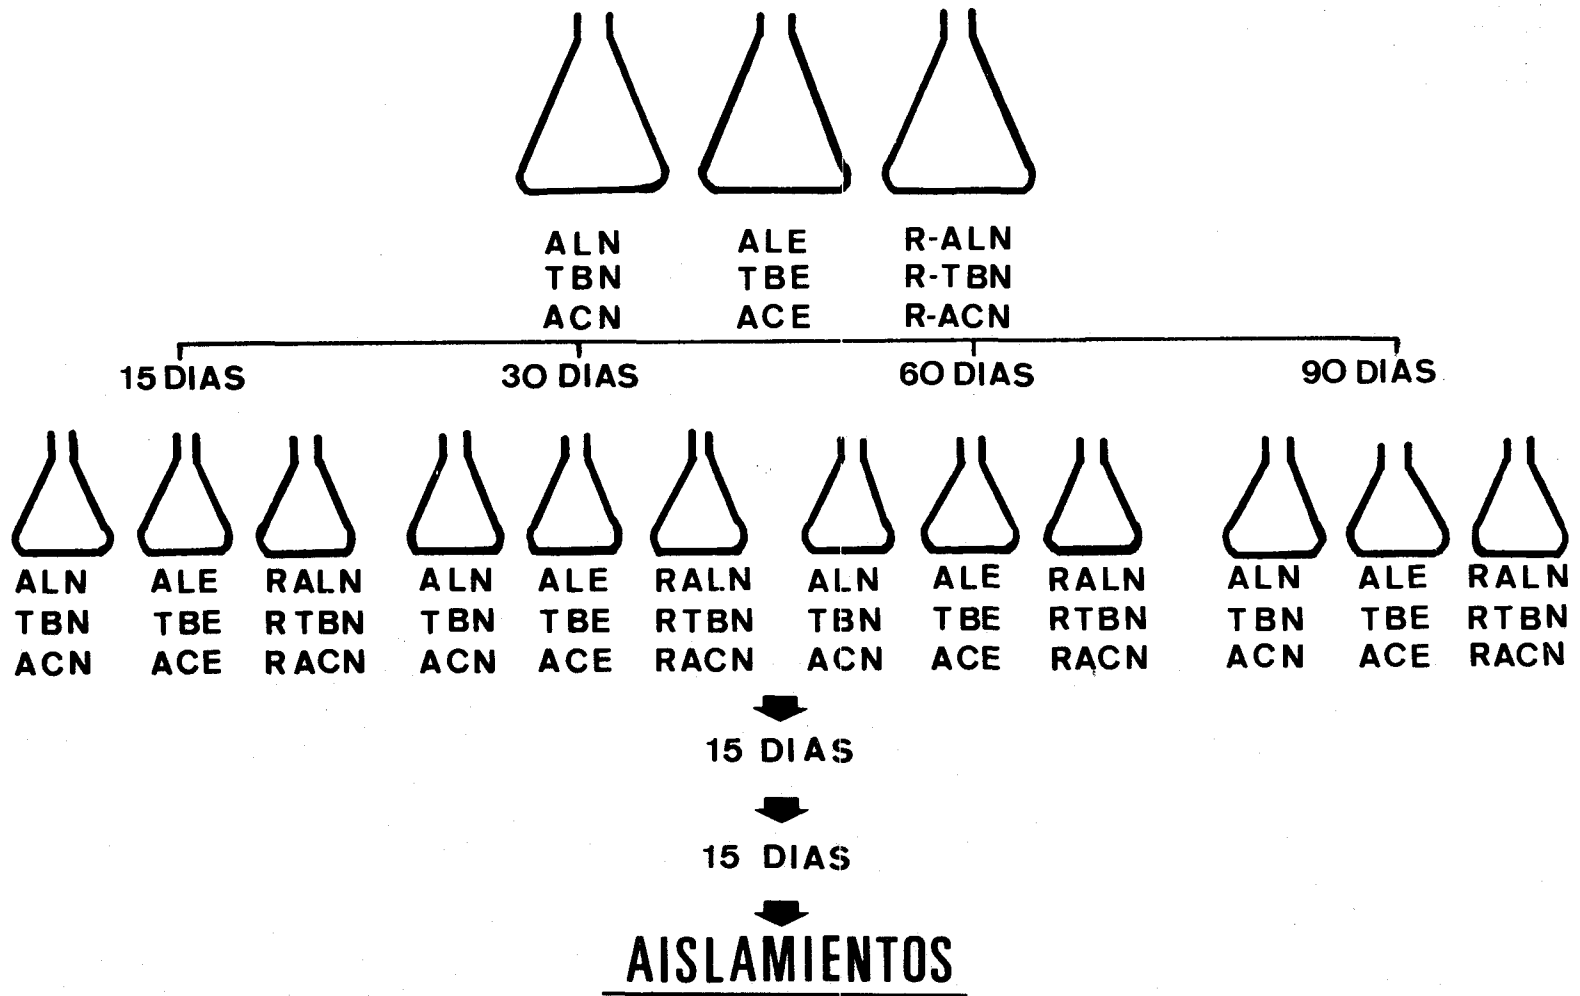 ALN ALE R-ALN
TBN TBE R-TBN
ACN ACE R-ACN
15 DIAS 30 DIAS 60 DIAS 90 DIAS
ALN ALE RALN ALN ALE RALN ALN ALE RALN ALN ALE RALN
TBN TBE RTBN TBN TBE RTBN TBN TBE RTBN TBN TBE RTBN
ACN ACE RACN ACN ACE RACN ACN ACE RACN ACN ACE RACN
15 DIAS
15 DIAS
AISLAMIENTOS